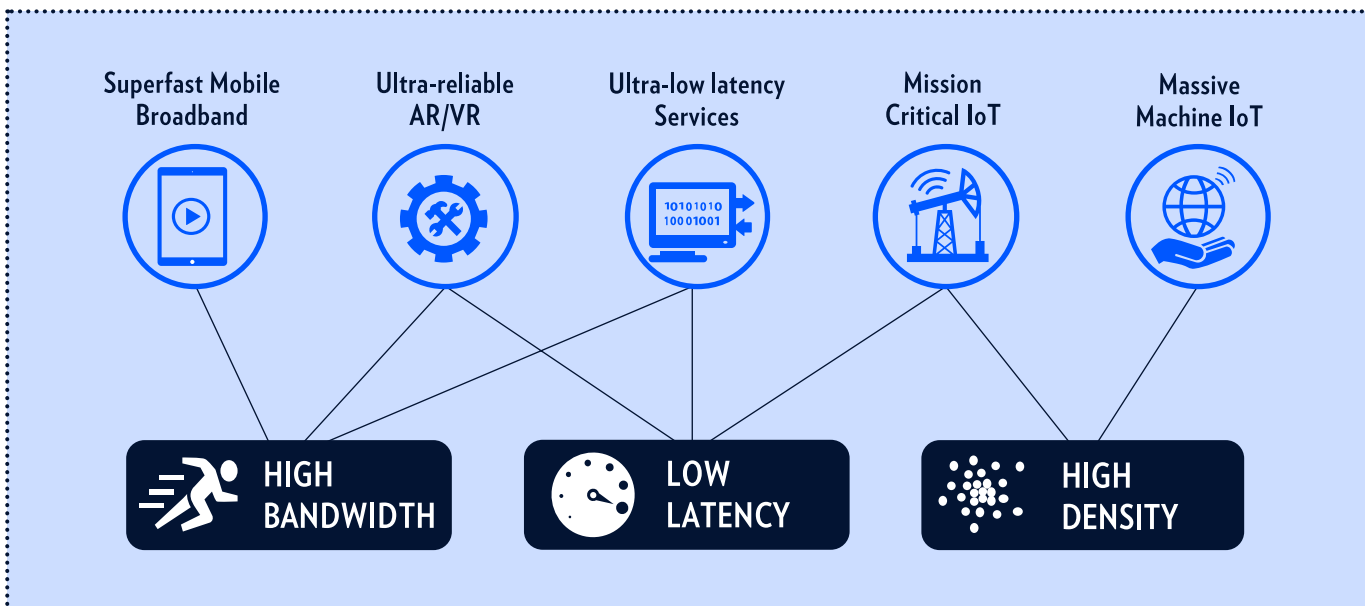 Superfast Mobile
Broadband
Ultra-reliable
AR/VR
Ultra-low latency
Services
Mission
Critical IoT
Massive
Machine IoT
10101010
10001001
HIGH
BANDWIDTH
LOW
LATENCY
HIGH
DENSITY